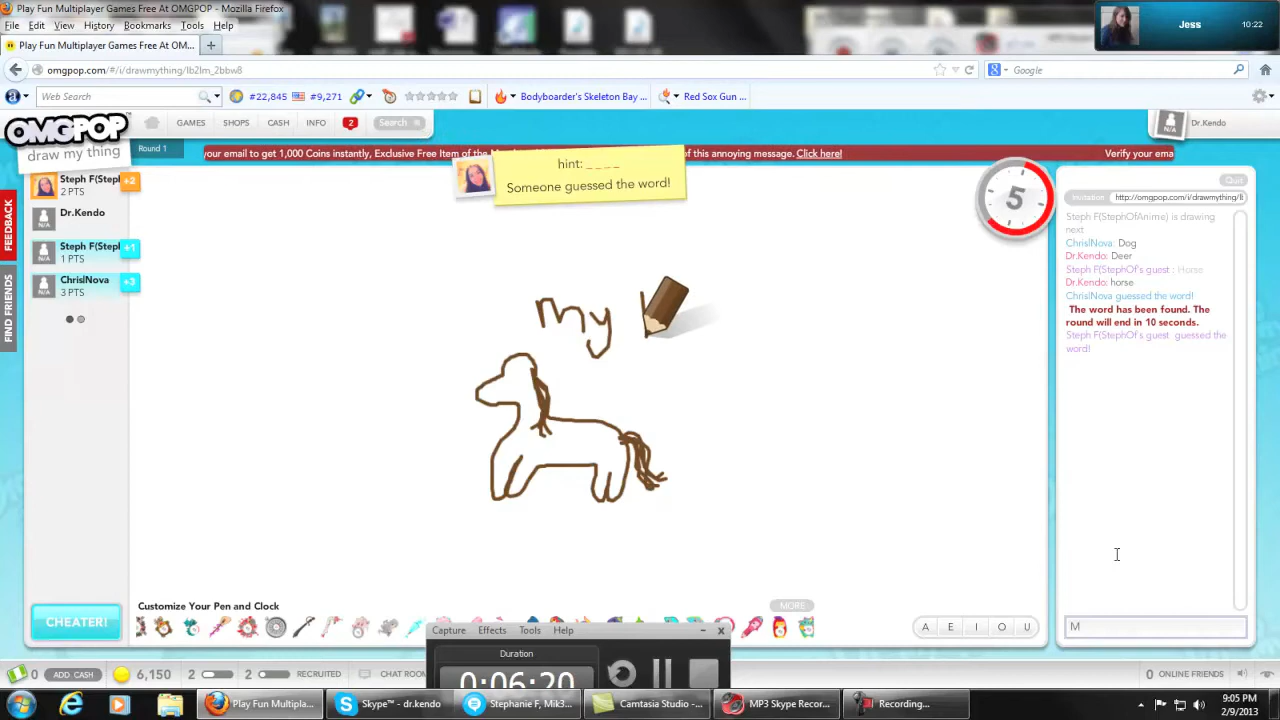 Play Fun Multiplayer Games Free At OMGPOP - Mozilla Firefox
File Edit View History Bookmarks Tools Help
Play Fun Multiplayer Games Free At OM...
omgpop.com/#/i/drawmything/lb2lm_2bbw8
Google
Jess
10:22
Web Search
#22,845
#9,271
Bodyboarder's Skeleton Bay ...
Red Sox Gun ...
OMGPOP
GAMES SHOPS CASH INFO 2 Search
Dr.Kendo
draw my thing
Round 1
your email to get 1,000 Coins instantly, Exclusive Free Item of the
of this annoying message. Click here!
Verify your ema
hint: _ _ _ _
Someone guessed the word!
5
Steph F(Steph
2 PTS
+2
N/A
Dr.Kendo
N/A
Steph F(Steph
1 PTS
+1
N/A
ChrisINova
3 PTS
+3
FEEDBACK
FIND FRIENDS
my
Quit
Invitation http://omgpop.com/i/drawmything/lb
Steph F(StephOfAnime) is drawing
next
ChrisINova: Dog
Dr.Kendo: Deer
Steph F(StephOf's guest : Horse
Dr.Kendo: horse
ChrisINova guessed the word!
The word has been found. The
round will end in 10 seconds.
Steph F(StephOf's guest guessed the
word!
M
CHEATER!
Customize Your Pen and Clock
MORE
A E I O U
Capture Effects Tools Help
Duration
0:06:20
0 ADD CASH 6,150 2 2 RECRUITED CHAT ROO
0 ONLINE FRIENDS
Play Fun Multipla...
Skype™ - dr.kendo
Stephanie F, Mik3...
Camtasia Studio - ...
MP3 Skype Recor...
Recording...
9:05 PM
2/9/2013